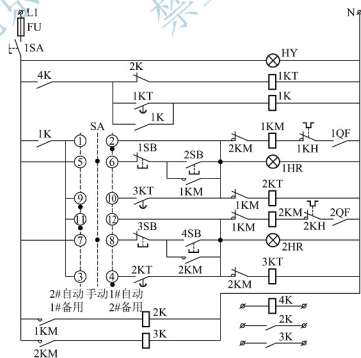 L1
N
FU
1SA
HY
2K
4K
1KT
1KT
1K
1K
1K
SA
1KM
① ②
1SB
2KM
1KH
1QF
⑤ ⑥
2SB
1HR
1KM
2KT
⑨ ⑩
3KT
1KM
2KM
⑪ ⑫
3SB
2KH
2QF
1KM
⑦ ⑧
4SB
2HR
2KM
3KT
③ ④
2KT
2KM
2#自动 手动 1#自动
1#备用 2#备用
4K
2K
2K
1KM
3K
3K
2KM